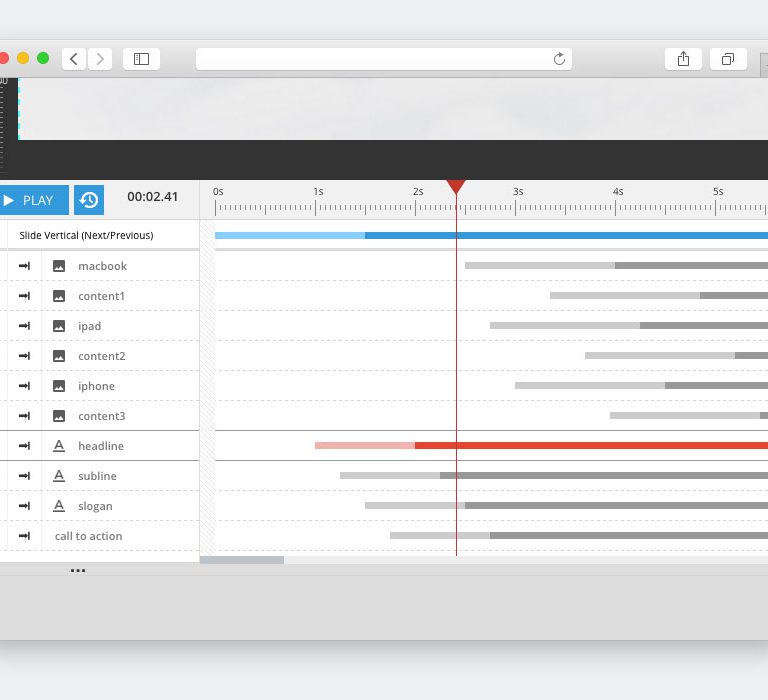 PLAY
00:02.41
0s
1s
2s
3s
4s
5s
Slide Vertical (Next/Previous)
macbook
content1
ipad
content2
iphone
content3
headline
subline
slogan
call to action